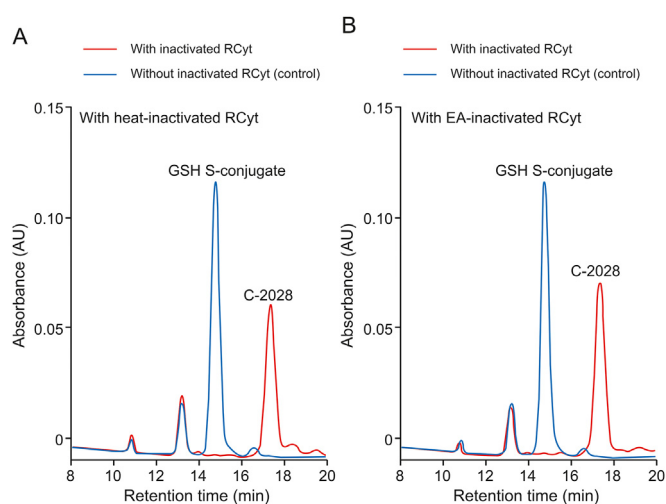 A
With inactivated RCyt
Without inactivated RCyt (control)
With heat-inactivated RCyt
GSH S-conjugate
C-2028
Absorbance (AU)
0.15
0.10
0.05
0
8 10 12 14 16 18 20
Retention time (min)
B
With inactivated RCyt
Without inactivated RCyt (control)
With EA-inactivated RCyt
GSH S-conjugate
C-2028
Absorbance (AU)
0.15
0.10
0.05
0
8 10 12 14 16 18 20
Retention time (min)